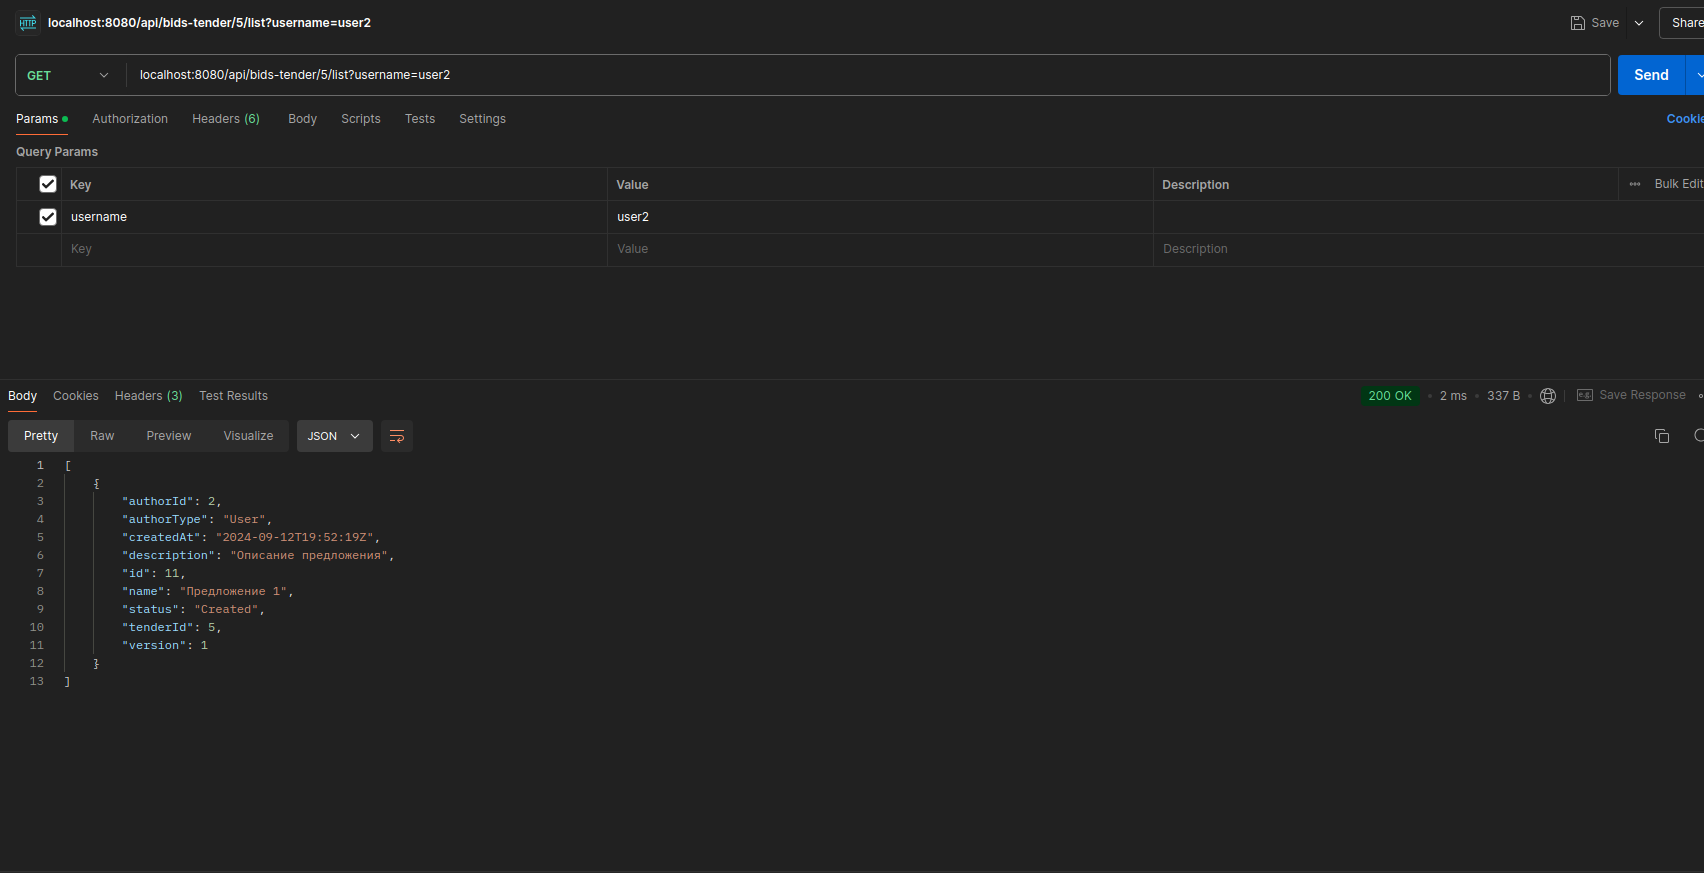 HTTP localhost:8080/api/bids-tender/5/list?username=user2 Save Share
GET localhost:8080/api/bids-tender/5/list?username=user2 Send
Params Authorization Headers (6) Body Scripts Tests Settings Cookie
Query Params
Key Value Description Bulk Edit
username user2
Key Value Description
Body Cookies Headers (3) Test Results 200 OK 2 ms 337 B e.g. Save Response
Pretty Raw Preview Visualize JSON
1 [
2 {
3 "authorId": 2,
4 "authorType": "User",
5 "createdAt": "2024-09-12T19:52:19Z",
6 "description": "Описание предложения",
7 "id": 11,
8 "name": "Предложение 1",
9 "status": "Created",
10 "tenderId": 5,
11 "version": 1
12 }
13 ]